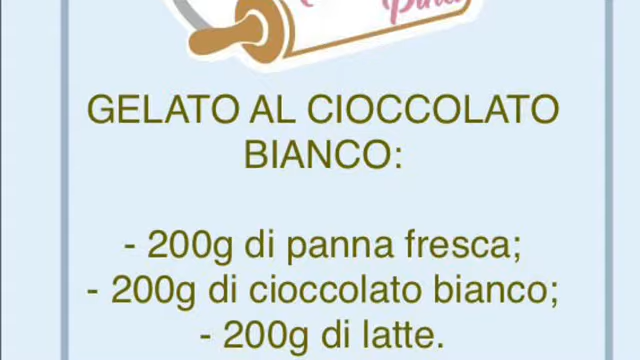 GELATO AL CIOCCOLATO
BIANCO:
- 200g di panna fresca;
- 200g di cioccolato bianco;
- 200g di latte.